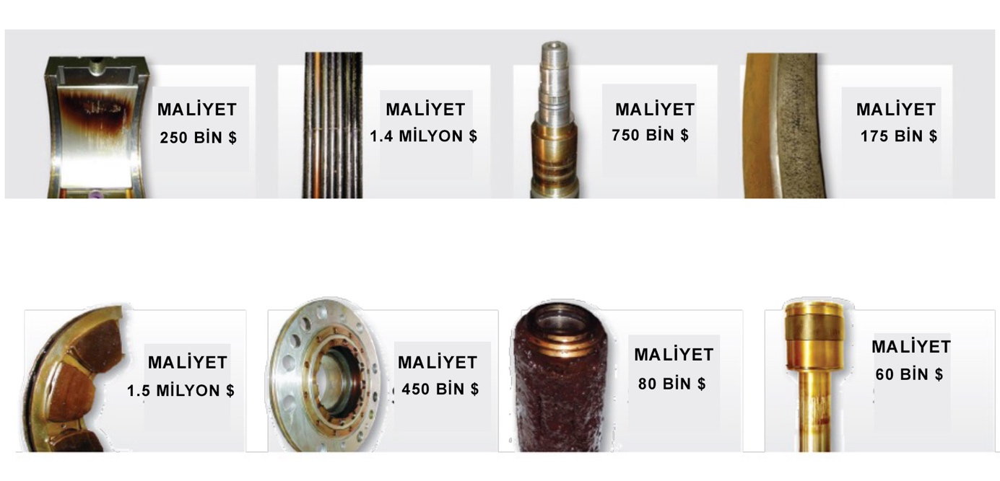 MALİYET
250 BİN $
MALİYET
1.4 MİLYON $
MALİYET
750 BİN $
MALİYET
175 BİN $
MALİYET
1.5 MİLYON $
MALİYET
450 BİN $
MALİYET
80 BİN $
MALİYET
60 BİN $